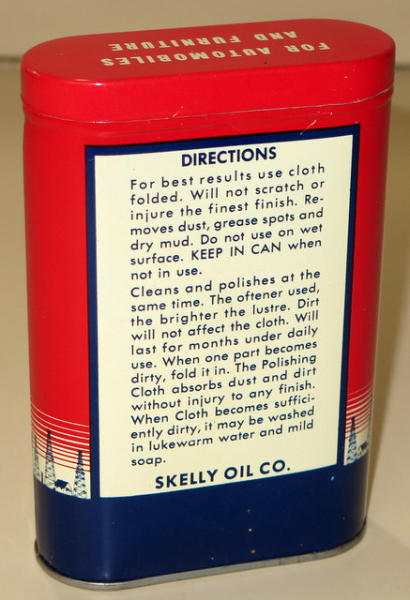 FOR AUTOMOBILES
AND FURNITURE
DIRECTIONS
For best results use cloth
folded. Will not scratch or
injure the finest finish. Re-
moves dust, grease spots and
dry mud. Do not use on wet
surface. KEEP IN CAN when
not in use.
Cleans and polishes at the
same time. The oftener used,
the brighter the lustre. Dirt
will not affect the cloth. Will
last for months under daily
use. When one part becomes
dirty, fold it in. The Polishing
Cloth absorbs dust and dirt
without injury to any finish.
When Cloth becomes suffici-
ently dirty, it may be washed
in lukewarm water and mild
soap.
SKELLY OIL CO.